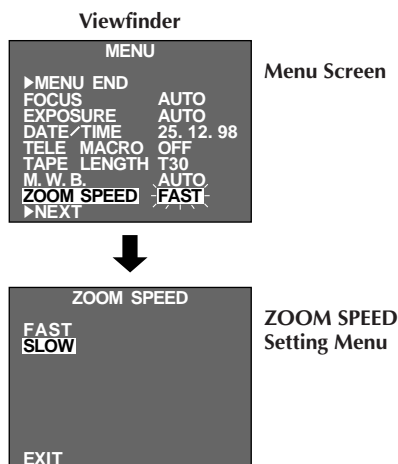 Viewfinder
MENU
Menu Screen
▶MENU END
FOCUS AUTO
EXPOSURE AUTO
DATE/TIME 25. 12. 98
TELE MACRO OFF
TAPE LENGTH T30
M. W. B. AUTO
ZOOM SPEED FAST
▶NEXT
ZOOM SPEED
ZOOM SPEED
Setting Menu
FAST
SLOW
EXIT